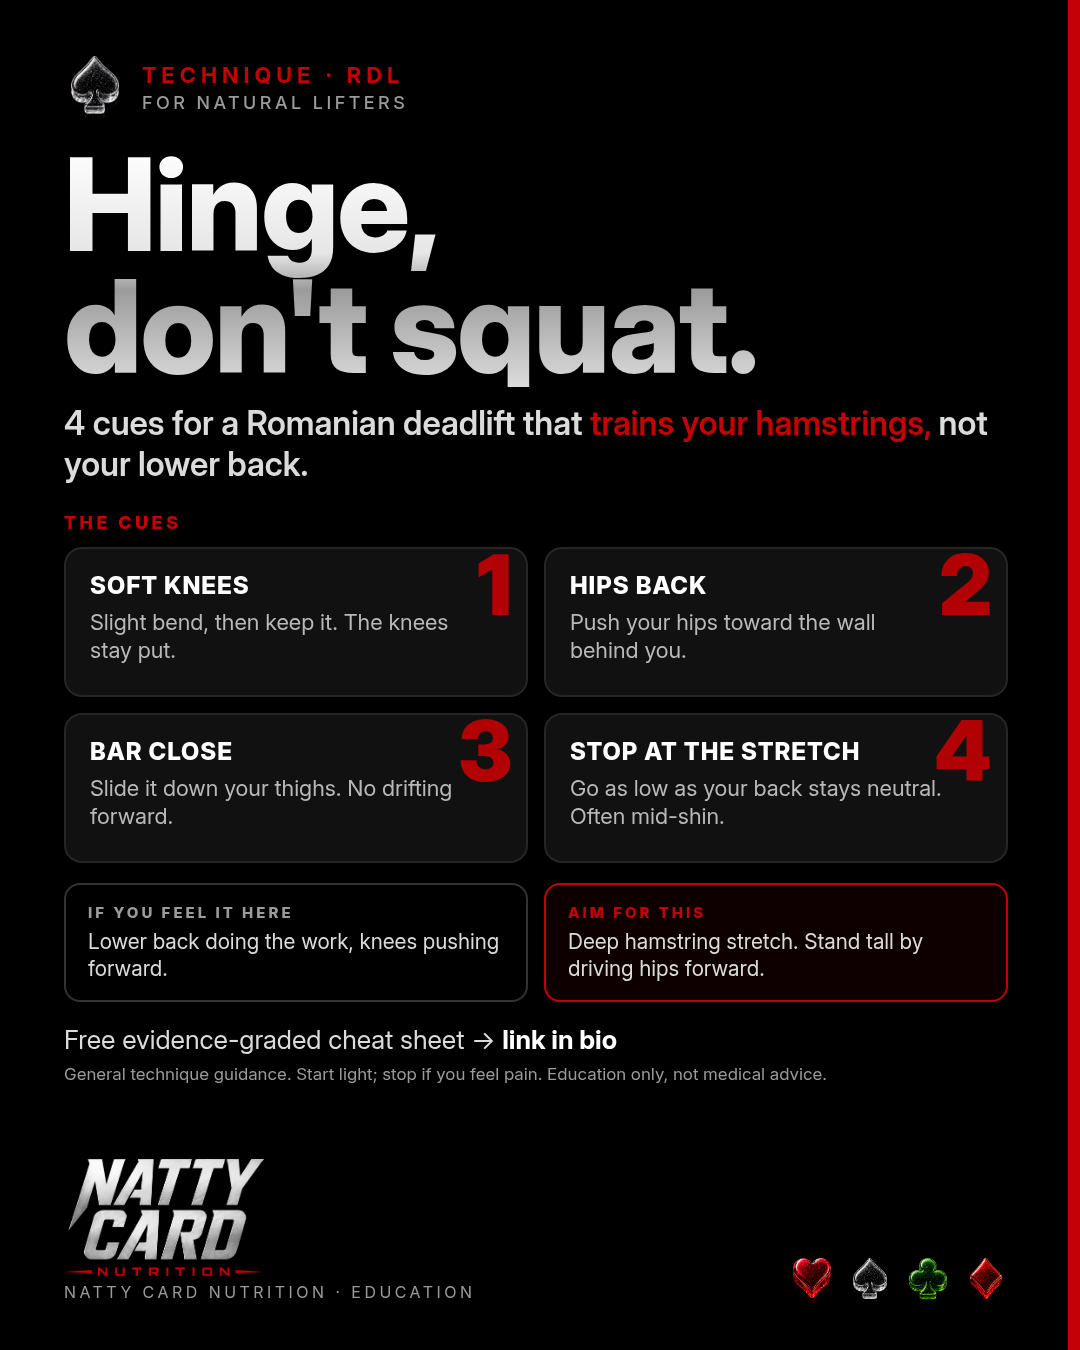 TECHNIQUE · RDL
FOR NATURAL LIFTERS
Hinge,
don't squat.
4 cues for a Romanian deadlift that trains your hamstrings, not
your lower back.
THE CUES
SOFT KNEES
1
Slight bend, then keep it. The knees
stay put.
HIPS BACK
2
Push your hips toward the wall
behind you.
BAR CLOSE
3
Slide it down your thighs. No drifting
forward.
STOP AT THE STRETCH
4
Go as low as your back stays neutral.
Often mid-shin.
IF YOU FEEL IT HERE
Lower back doing the work, knees pushing
forward.
AIM FOR THIS
Deep hamstring stretch. Stand tall by
driving hips forward.
Free evidence-graded cheat sheet → link in bio
General technique guidance. Start light; stop if you feel pain. Education only, not medical advice.
NATTY
CARD
NUTRITION
NATTY CARD NUTRITION · EDUCATION